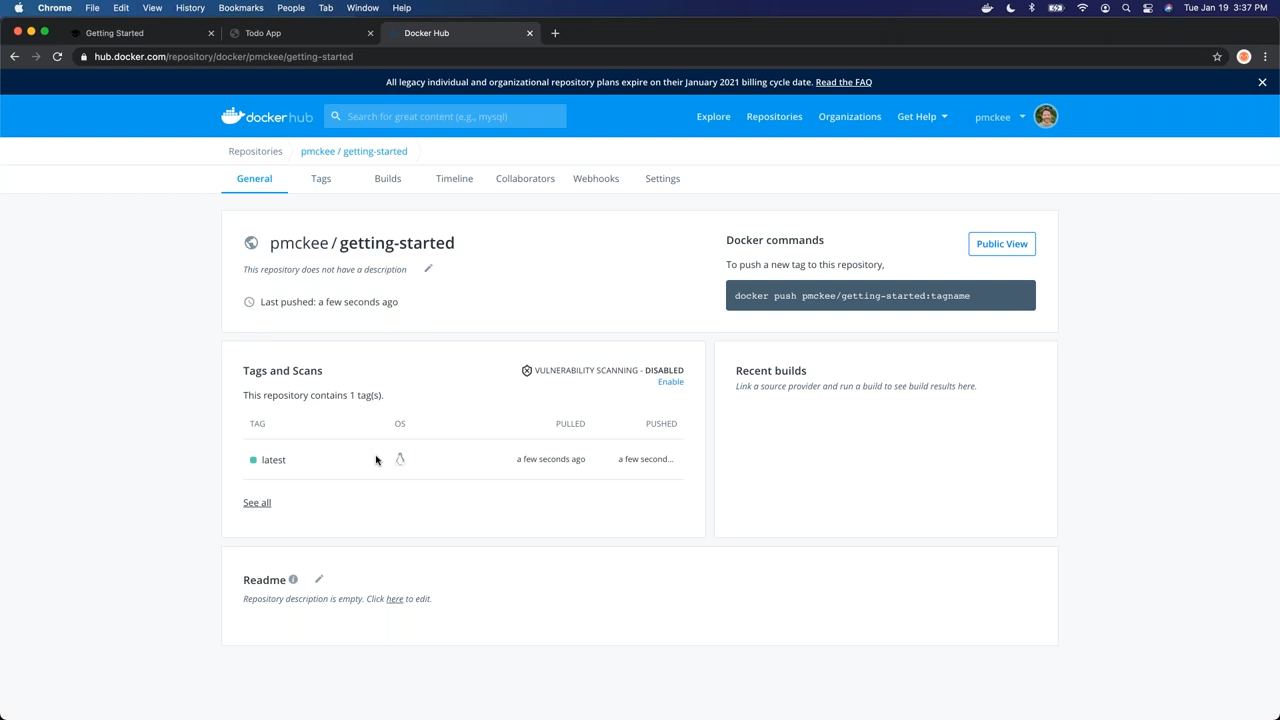 Chrome File Edit View History Bookmarks People Tab Window Help Tue Jan 19 3:37 PM
Getting Started Todo App Docker Hub
hub.docker.com/repository/docker/pmckee/getting-started
All legacy individual and organizational repository plans expire on their January 2021 billing cycle date. Read the FAQ
dockerhub Search for great content (e.g., mysql) Explore Repositories Organizations Get Help pmckee
Repositories pmckee / getting-started
General Tags Builds Timeline Collaborators Webhooks Settings
pmckee / getting-started
This repository does not have a description
Last pushed: a few seconds ago
Docker commands
Public View
To push a new tag to this repository,
docker push pmckee/getting-started:tagname
Tags and Scans
VULNERABILITY SCANNING - DISABLED
Enable
This repository contains 1 tag(s).
TAG OS PULLED PUSHED
latest a few seconds ago a few second...
See all
Recent builds
Link a source provider and run a build to see build results here.
Readme
Repository description is empty. Click here to edit.